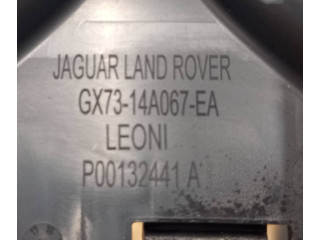 JAGUAR LAND ROVER
GX73-14A067-EA
LEONI
P00132441 A